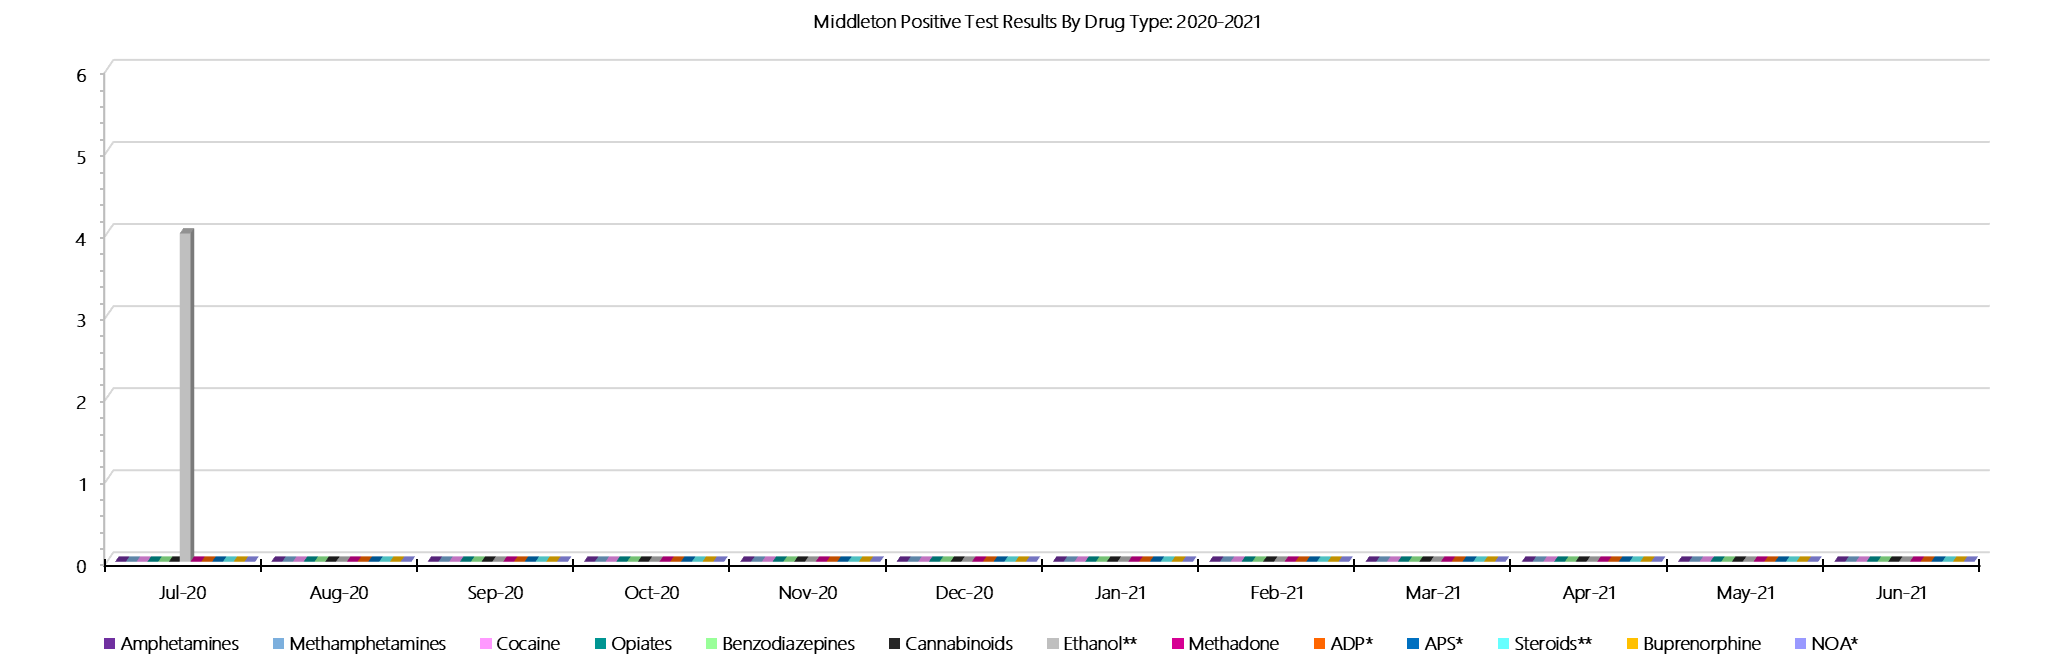 Middleton Positive Test Results By Drug Type: 2020-2021
6
5
4
3
2
1
0
Jul-20 Aug-20 Sep-20 Oct-20 Nov-20 Dec-20 Jan-21 Feb-21 Mar-21 Apr-21 May-21 Jun-21
Amphetamines Methamphetamines Cocaine Opiates Benzodiazepines Cannabinoids Ethanol** Methadone ADP* APS* Steroids** Buprenorphine NOA*